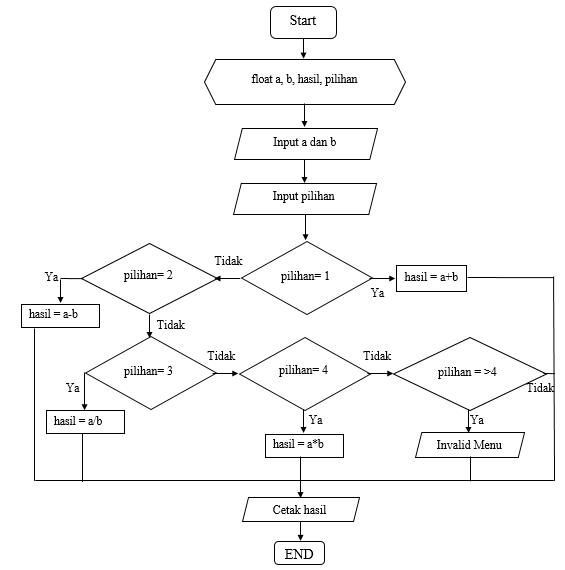 Start
float a, b, hasil, pilihan
Input a dan b
Input pilihan
pilihan= 1
Ya
hasil = a+b
Tidak
pilihan= 2
Ya
hasil = a-b
Tidak
pilihan= 3
Ya
hasil = a/b
Tidak
pilihan= 4
Ya
hasil = a*b
Tidak
pilihan = >4
Tidak
Ya
Invalid Menu
Cetak hasil
END